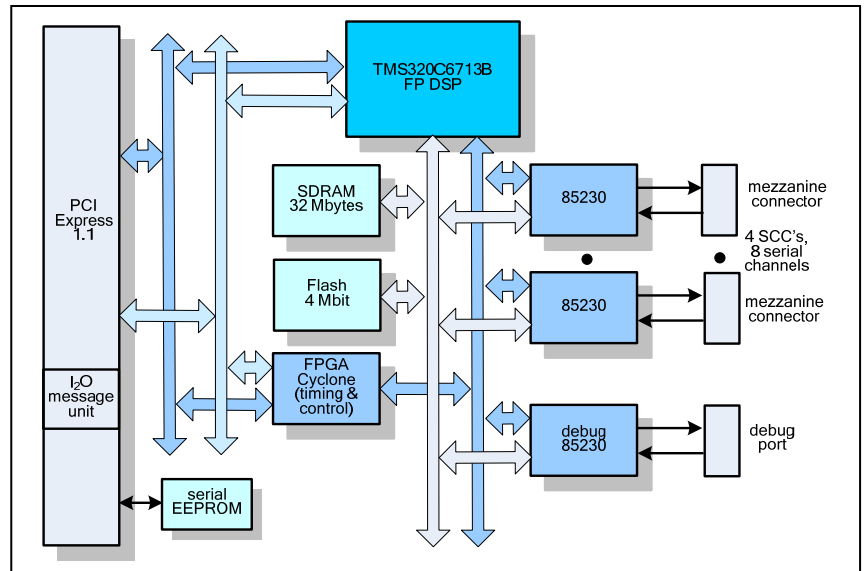 TMS320C6713B
FP DSP
PCI
Express
1.1
I2O
message
unit
serial
EEPROM
SDRAM
32 Mbytes
Flash
4 Mbit
FPGA
Cyclone
(timing &
control)
85230
mezzanine
connector
4 SCC's,
8 serial
channels
85230
mezzanine
connector
debug
85230
debug
port